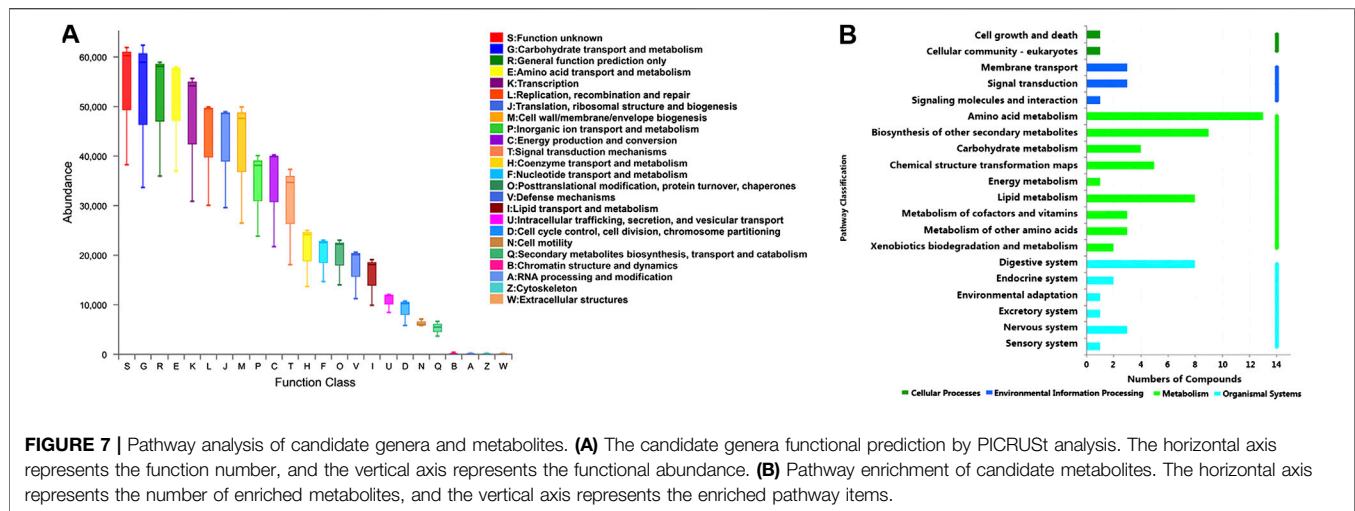 A
Abundance
60,000
50,000
40,000
30,000
20,000
10,000
0
S G R E K L J M P C T H F O V I U D N Q B A Z W
Function Class
S:Function unknown
G:Carbohydrate transport and metabolism
R:General function prediction only
E:Amino acid transport and metabolism
K:Transcription
L:Replication, recombination and repair
J:Translation, ribosomal structure and biogenesis
M:Cell wall/membrane/envelope biogenesis
P:Inorganic ion transport and metabolism
C:Energy production and conversion
T:Signal transduction mechanisms
H:Coenzyme transport and metabolism
F:Nucleotide transport and metabolism
O:Posttranslational modification, protein turnover, chaperones
V:Defense mechanisms
I:Lipid transport and metabolism
U:Intracellular trafficking, secretion, and vesicular transport
D:Cell cycle control, cell division, chromosome partitioning
N:Cell motility
Q:Secondary metabolites biosynthesis, transport and catabolism
B:Chromatin structure and dynamics
A:RNA processing and modification
Z:Cytoskeleton
W:Extracellular structures
B
Pathway Classification
Cell growth and death
Cellular community - eukaryotes
Membrane transport
Signal transduction
Signaling molecules and interaction
Amino acid metabolism
Biosynthesis of other secondary metabolites
Carbohydrate metabolism
Chemical structure transformation maps
Energy metabolism
Lipid metabolism
Metabolism of cofactors and vitamins
Metabolism of other amino acids
Xenobiotics biodegradation and metabolism
Digestive system
Endocrine system
Environmental adaptation
Excretory system
Nervous system
Sensory system
0 2 4 6 8 10 12 14
Numbers of Compounds
Cellular Processes Environmental Information Processing Metabolism Organismal Systems
FIGURE 7 | Pathway analysis of candidate genera and metabolites. (A) The candidate genera functional prediction by PICRUSt analysis. The horizontal axis
represents the function number, and the vertical axis represents the functional abundance. (B) Pathway enrichment of candidate metabolites. The horizontal axis
represents the number of enriched metabolites, and the vertical axis represents the enriched pathway items.